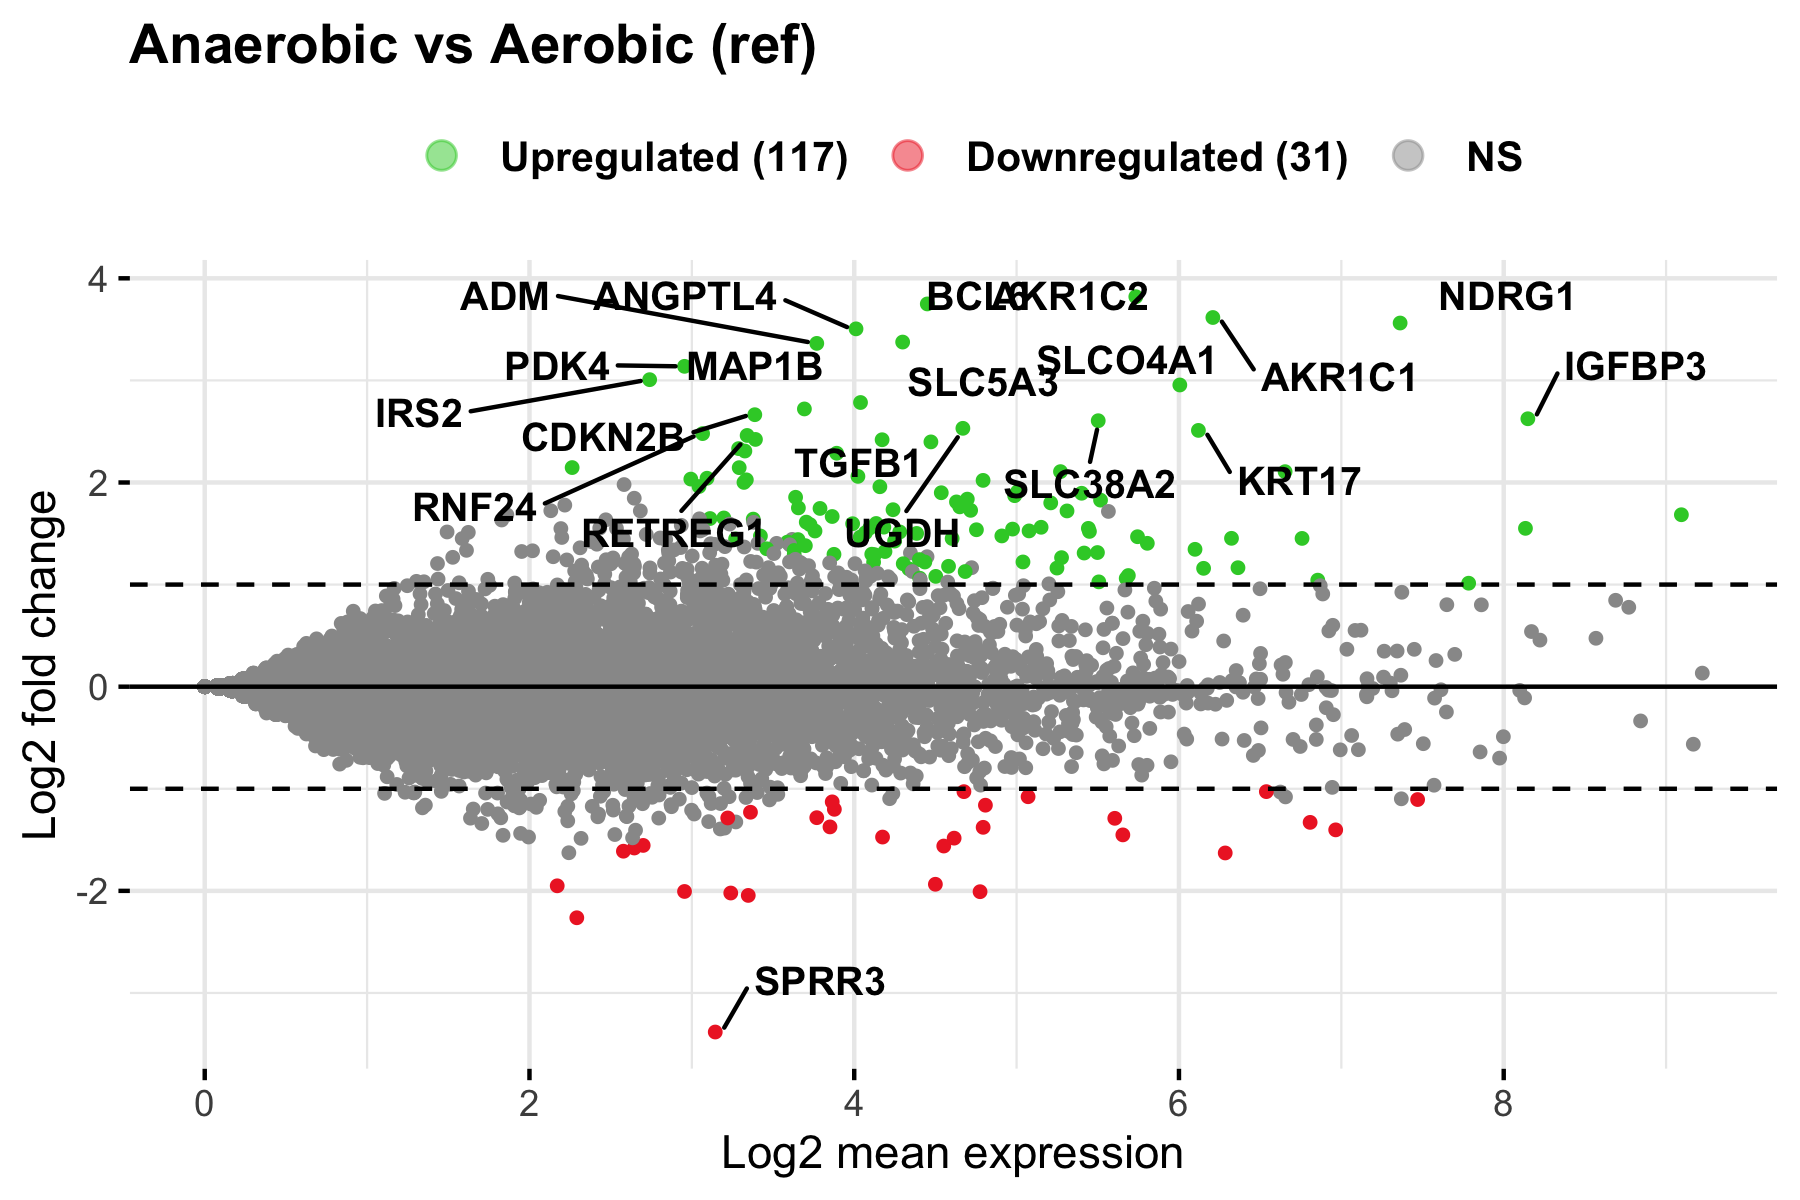 Anaerobic vs Aerobic (ref)
Upregulated (117) Downregulated (31) NS
4
ADM ANGPTL4 BCL6 AKR1C2 NDRG1
PDK4 MAP1B SLCO4A1 IGFBP3
SLC5A3 AKR1C1
IRS2
CDKN2B
TGFB1
2
SLC38A2 KRT17
RNF24
RETREG1 UGDH
0
-2
SPRR3
Log2 fold change
0 2 4 6 8
Log2 mean expression